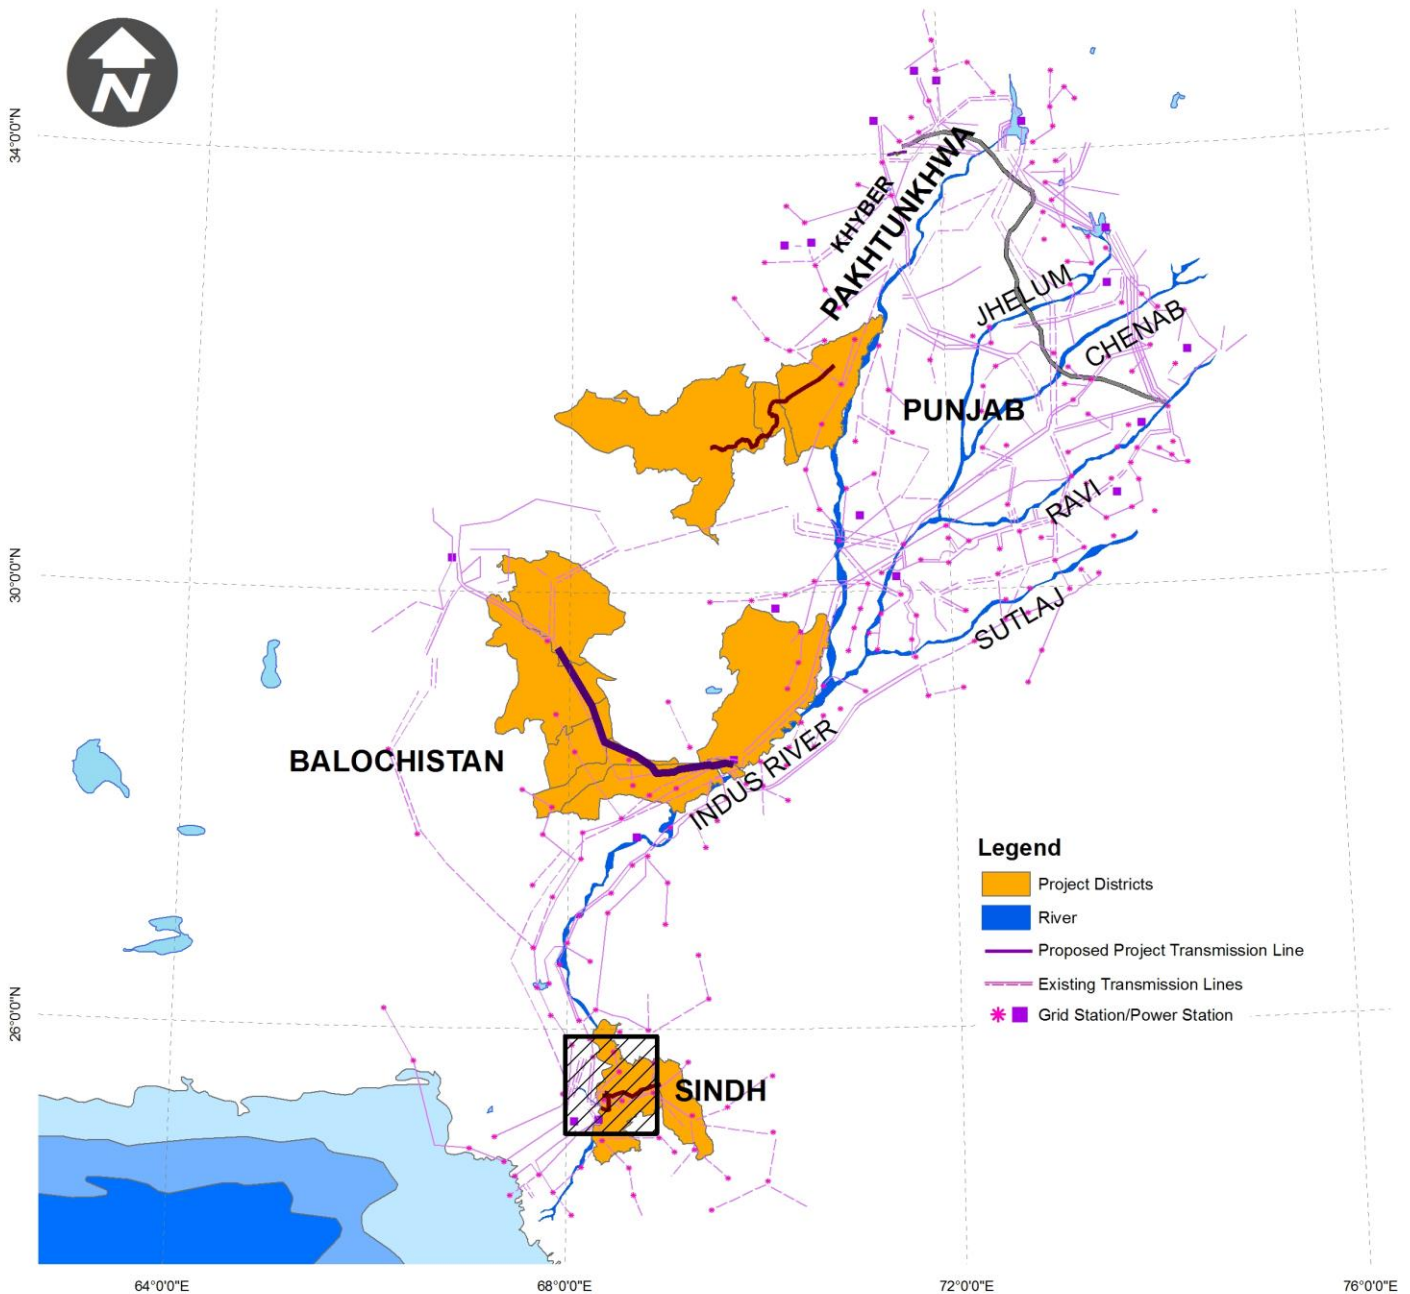 N
34°0'0"N
KHYBER
PAKHTUNKHWA
JHELUM
CHENAB
PUNJAB
RAVI
30°0'0"N
SUTLAJ
BALOCHISTAN
INDUS RIVER
Legend
Project Districts
River
Proposed Project Transmission Line
Existing Transmission Lines
Grid Station/Power Station
26°0'0"N
SINDH
64°0'0"E
68°0'0"E
72°0'0"E
76°0'0"E